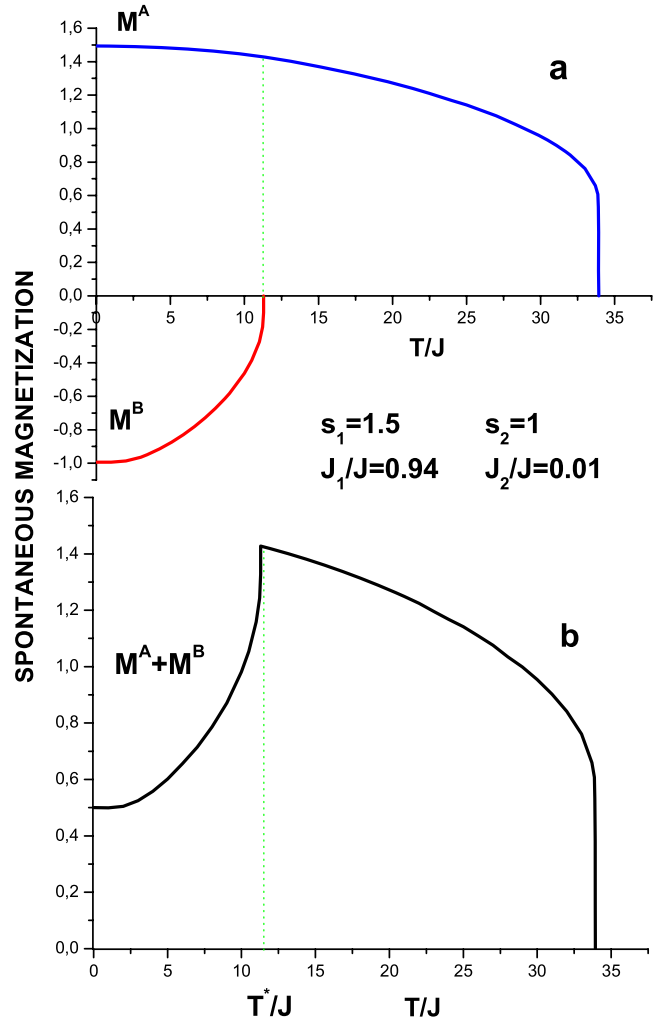 SPONTANEOUS MAGNETIZATION
M^A
a
1,6
1,4
1,2
1,0
0,8
0,6
0,4
0,2
0,0
-0,2
-0,4
-0,6
-0,8
-1,0
0 5 10 15 20 25 30 35
T/J
M^B
s_1=1.5 s_2=1
J_1/J=0.94 J_2/J=0.01
1,6
1,4
1,2
1,0
0,8
0,6
0,4
0,2
0,0
b
M^A+M^B
0 5 10 15 20 25 30 35
T^*/J T/J